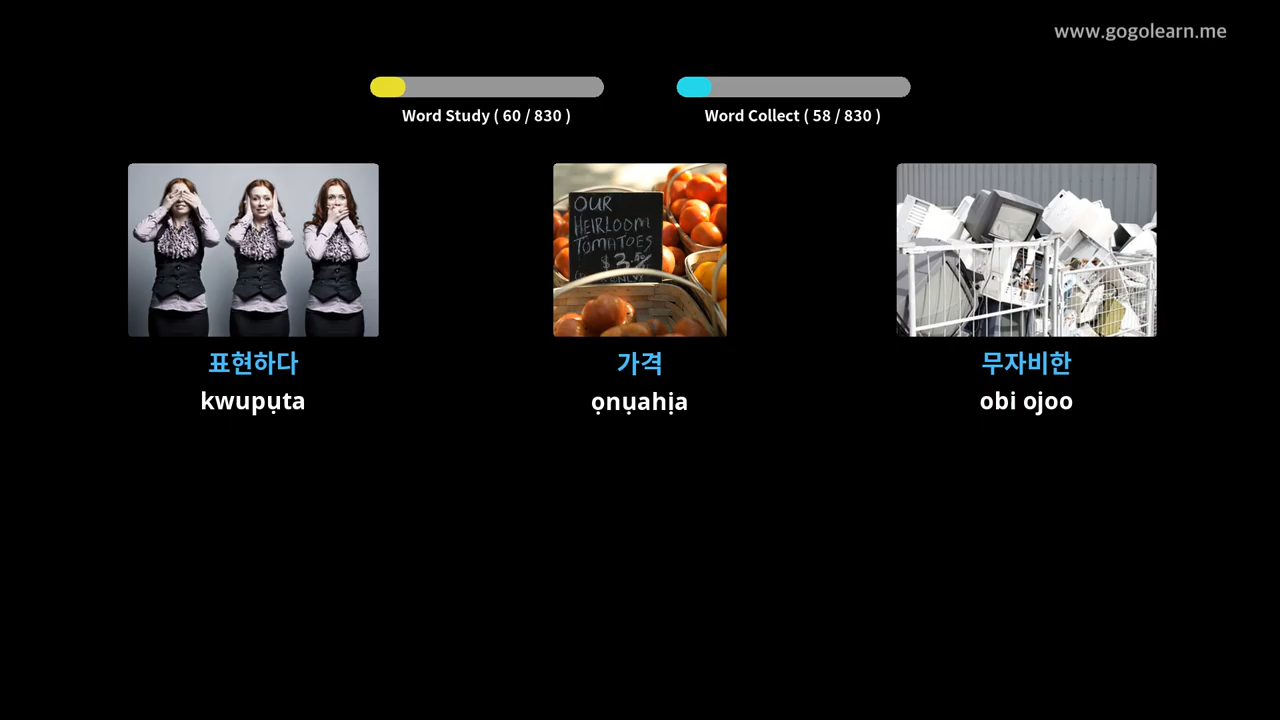 www.gogolearn.me
Word Study ( 60 / 830 )
Word Collect ( 58 / 830 )
OUR
HEIRLOOM
TOMATOES
표현하다
가격
무자비한
kwupụta
ọnụahịa
obi ojoo